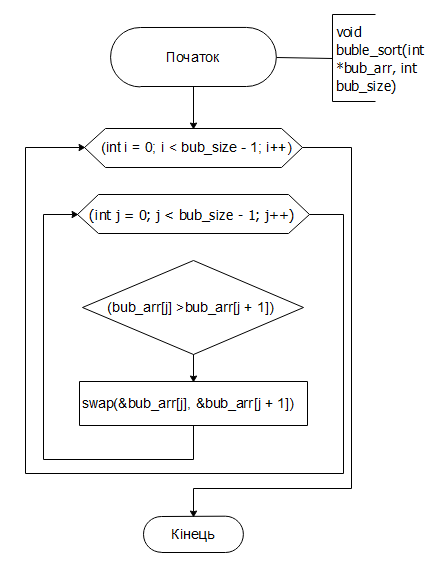 Початок
void
buble_sort(int
*bub_arr, int
bub_size)
(int i = 0; i < bub_size - 1; i++)
(int j = 0; j < bub_size - 1; j++)
(bub_arr[j] >bub_arr[j + 1])
swap(&bub_arr[j], &bub_arr[j + 1])
Кінець